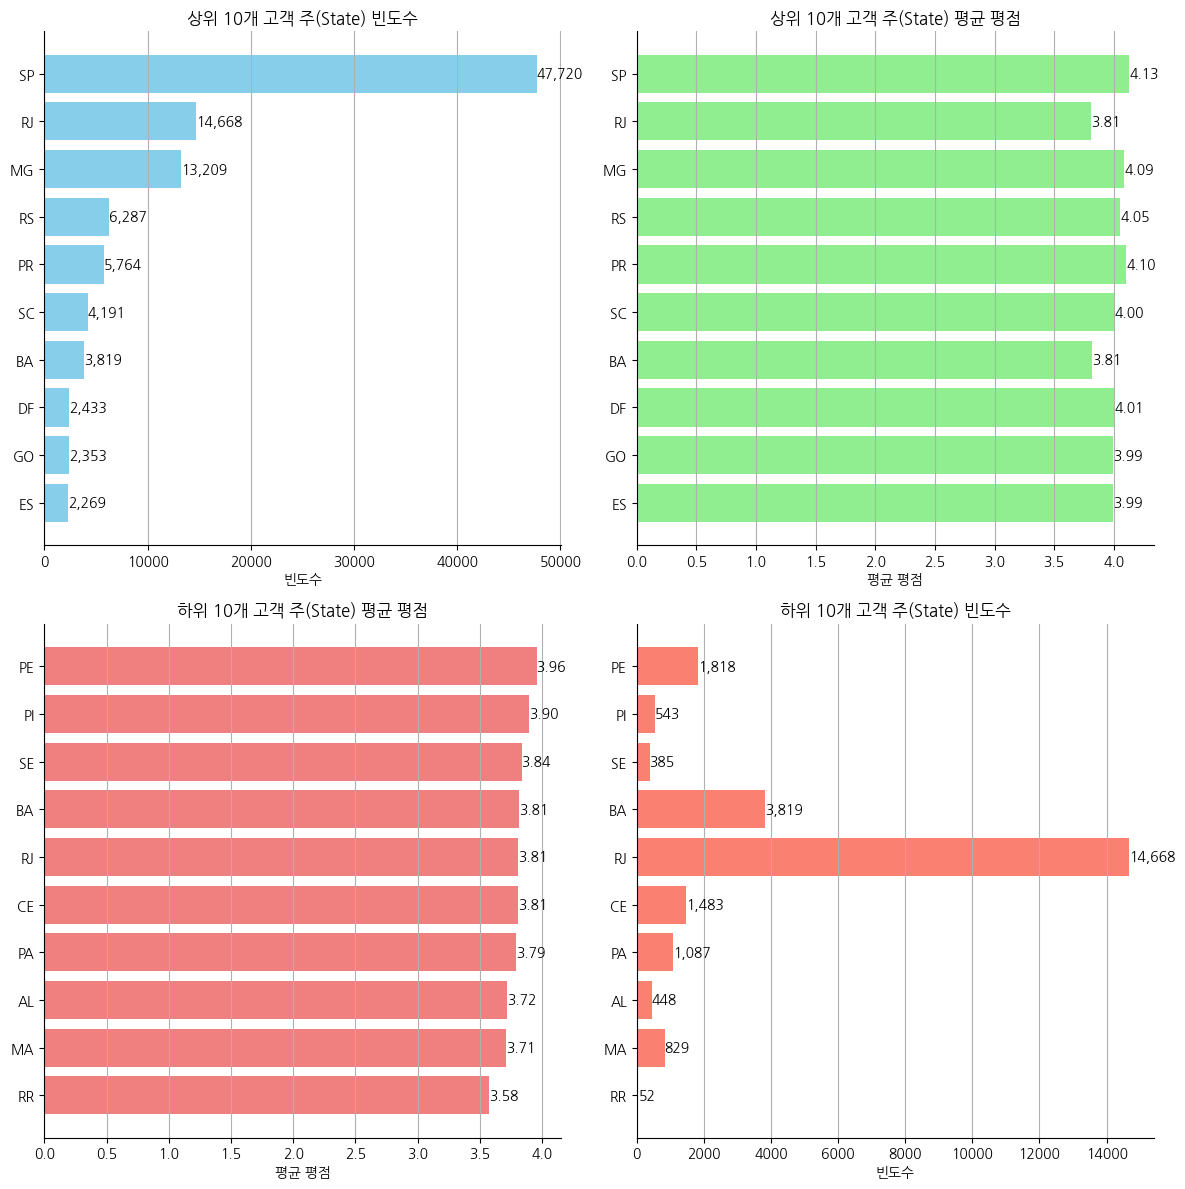 상위 10개 고객 주(State) 빈도수
SP 47,720
RJ 14,668
MG 13,209
RS 6,287
PR 5,764
SC 4,191
BA 3,819
DF 2,433
GO 2,353
ES 2,269
0 10000 20000 30000 40000 50000
빈도수
상위 10개 고객 주(State) 평균 평점
SP 4.13
RJ 3.81
MG 4.09
RS 4.05
PR 4.10
SC 4.00
BA 3.81
DF 4.01
GO 3.99
ES 3.99
0.0 0.5 1.0 1.5 2.0 2.5 3.0 3.5 4.0
평균 평점
하위 10개 고객 주(State) 평균 평점
PE 3.96
PI 3.90
SE 3.84
BA 3.81
RJ 3.81
CE 3.81
PA 3.79
AL 3.72
MA 3.71
RR 3.58
0.0 0.5 1.0 1.5 2.0 2.5 3.0 3.5 4.0
평균 평점
하위 10개 고객 주(State) 빈도수
PE 1,818
PI 543
SE 385
BA 3,819
RJ 14,668
CE 1,483
PA 1,087
AL 448
MA 829
RR 52
0 2000 4000 6000 8000 10000 12000 14000
빈도수